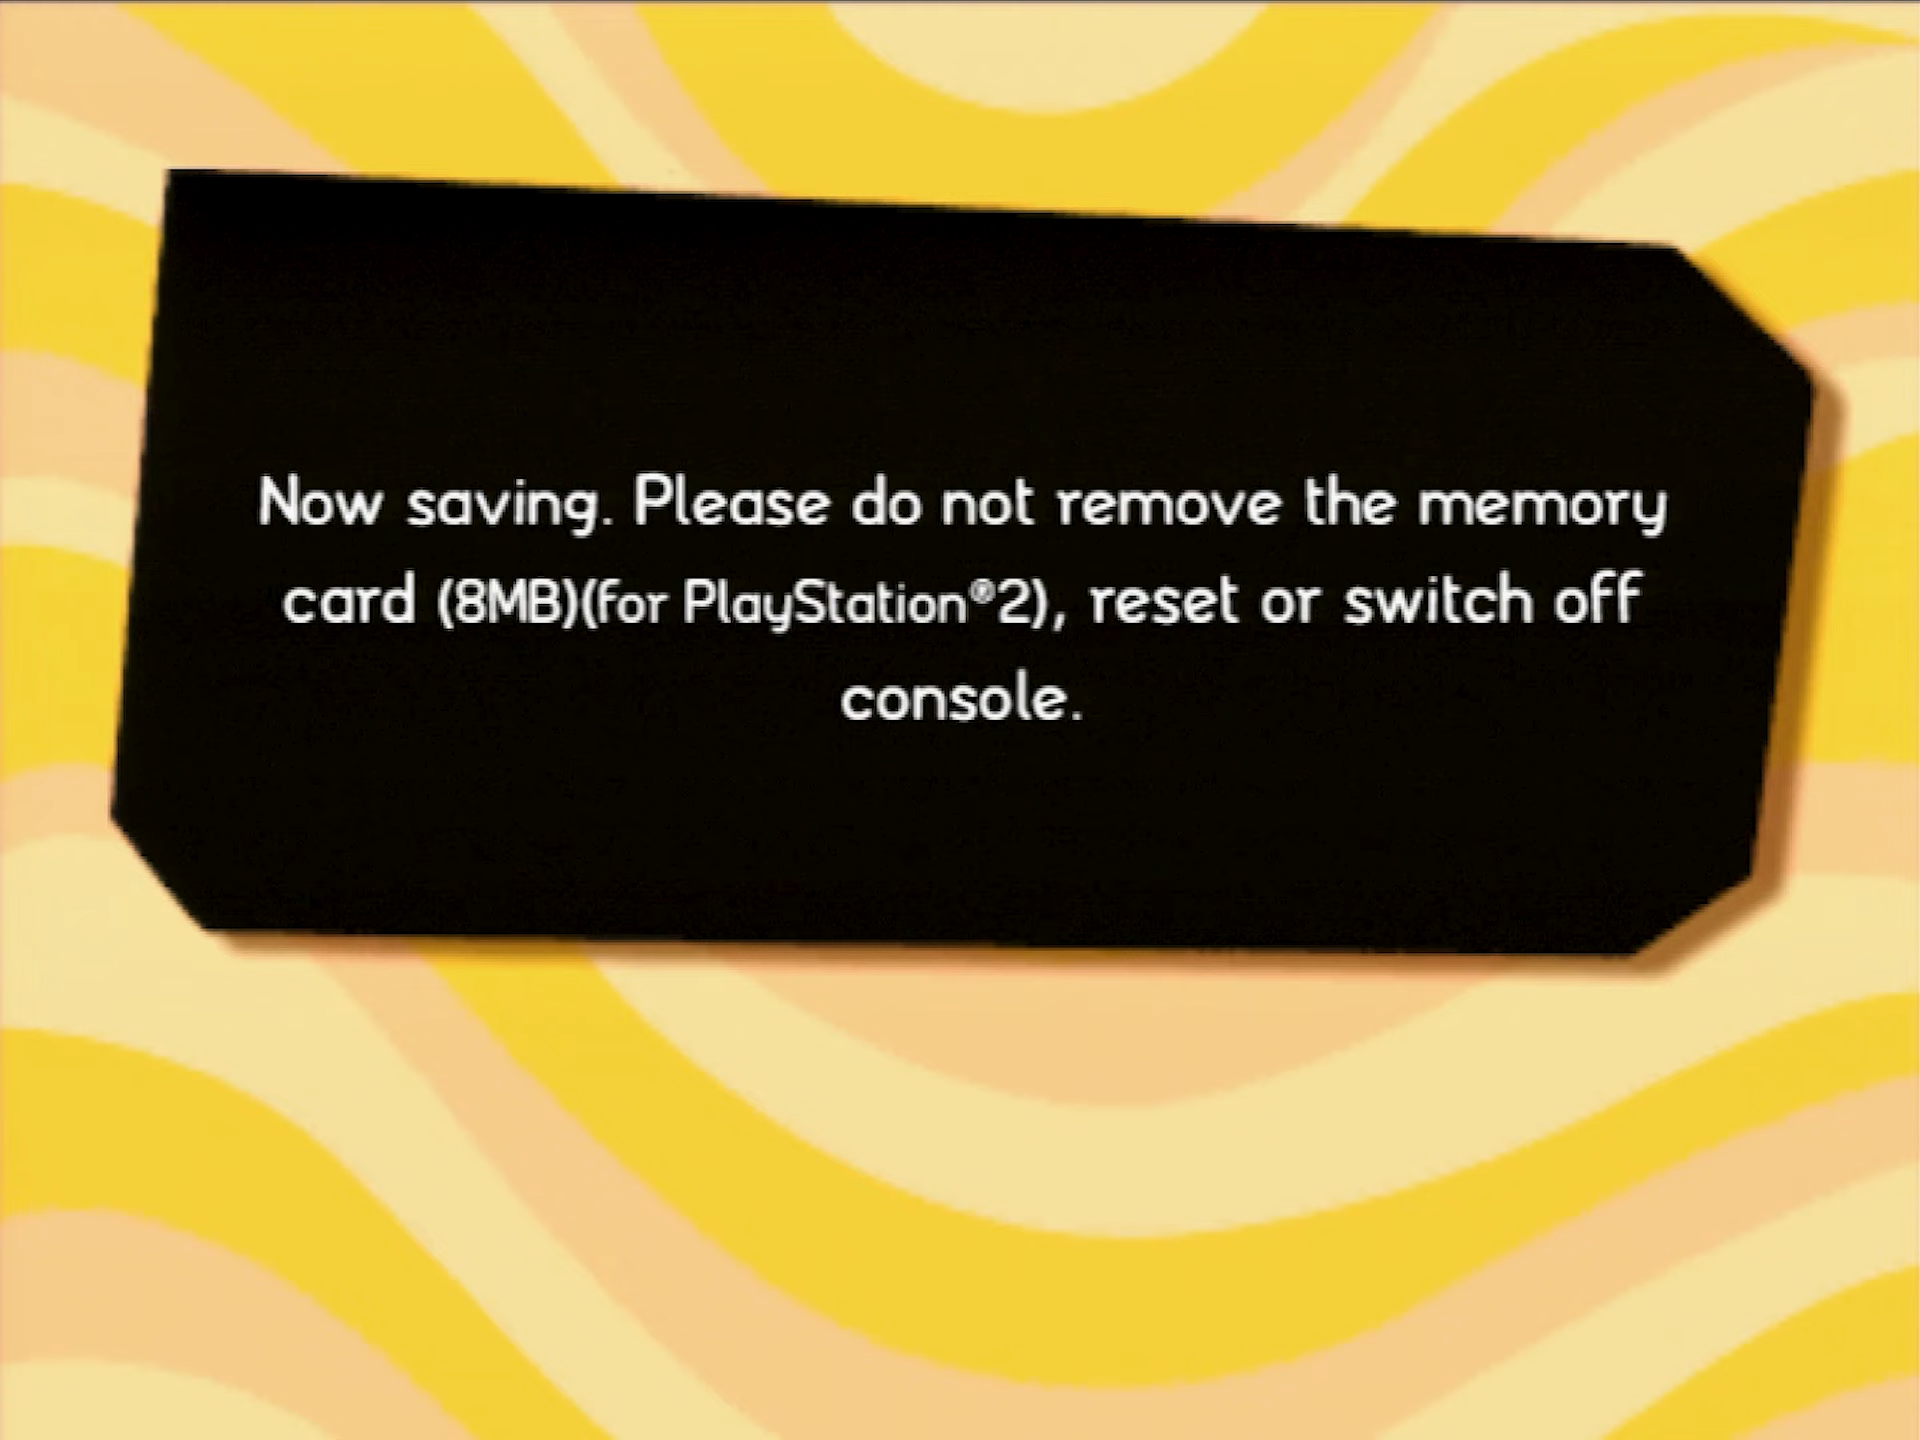 Now saving. Please do not remove the memory
card (8MB)(for PlayStation®2), reset or switch off
console.